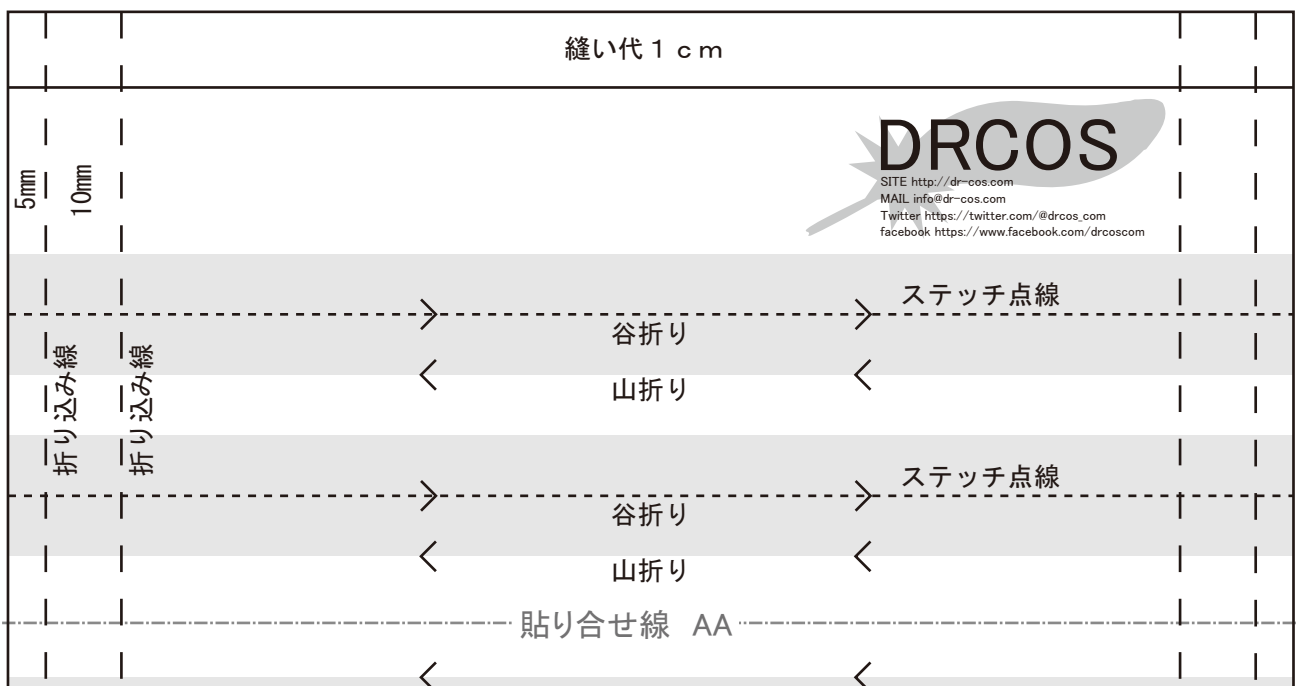 縫い代１ｃｍ
DRCOS
SITE http://dr-cos.com
MAIL info@dr-cos.com
Twitter https://twitter.com/@drcos_com
facebook https://www.facebook.com/drcoscom
5mm
10mm
ステッチ点線
谷折り
折り込み線
折り込み線
山折り
ステッチ点線
谷折り
山折り
貼り合せ線 AA